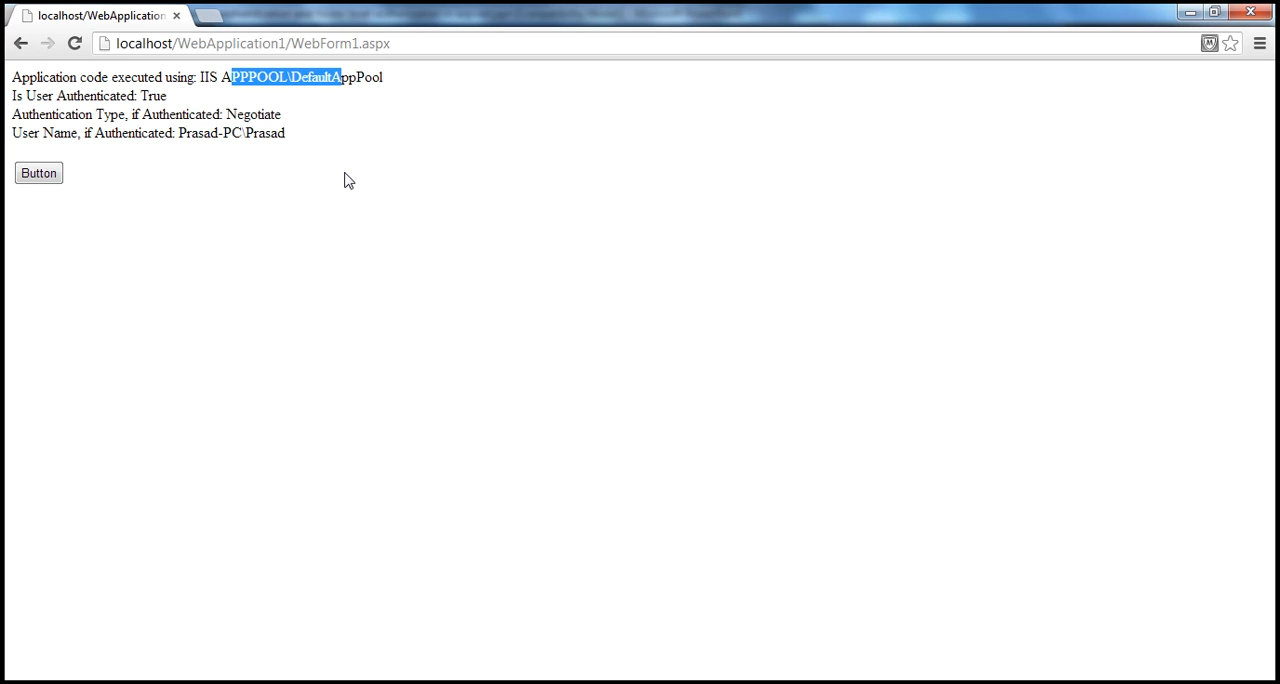 localhost/WebApplication
localhost/WebApplication1/WebForm1.aspx
Application code executed using: IIS APPPOOL\DefaultAppPool
Is User Authenticated: True
Authentication Type, if Authenticated: Negotiate
User Name, if Authenticated: Prasad-PC\Prasad
Button